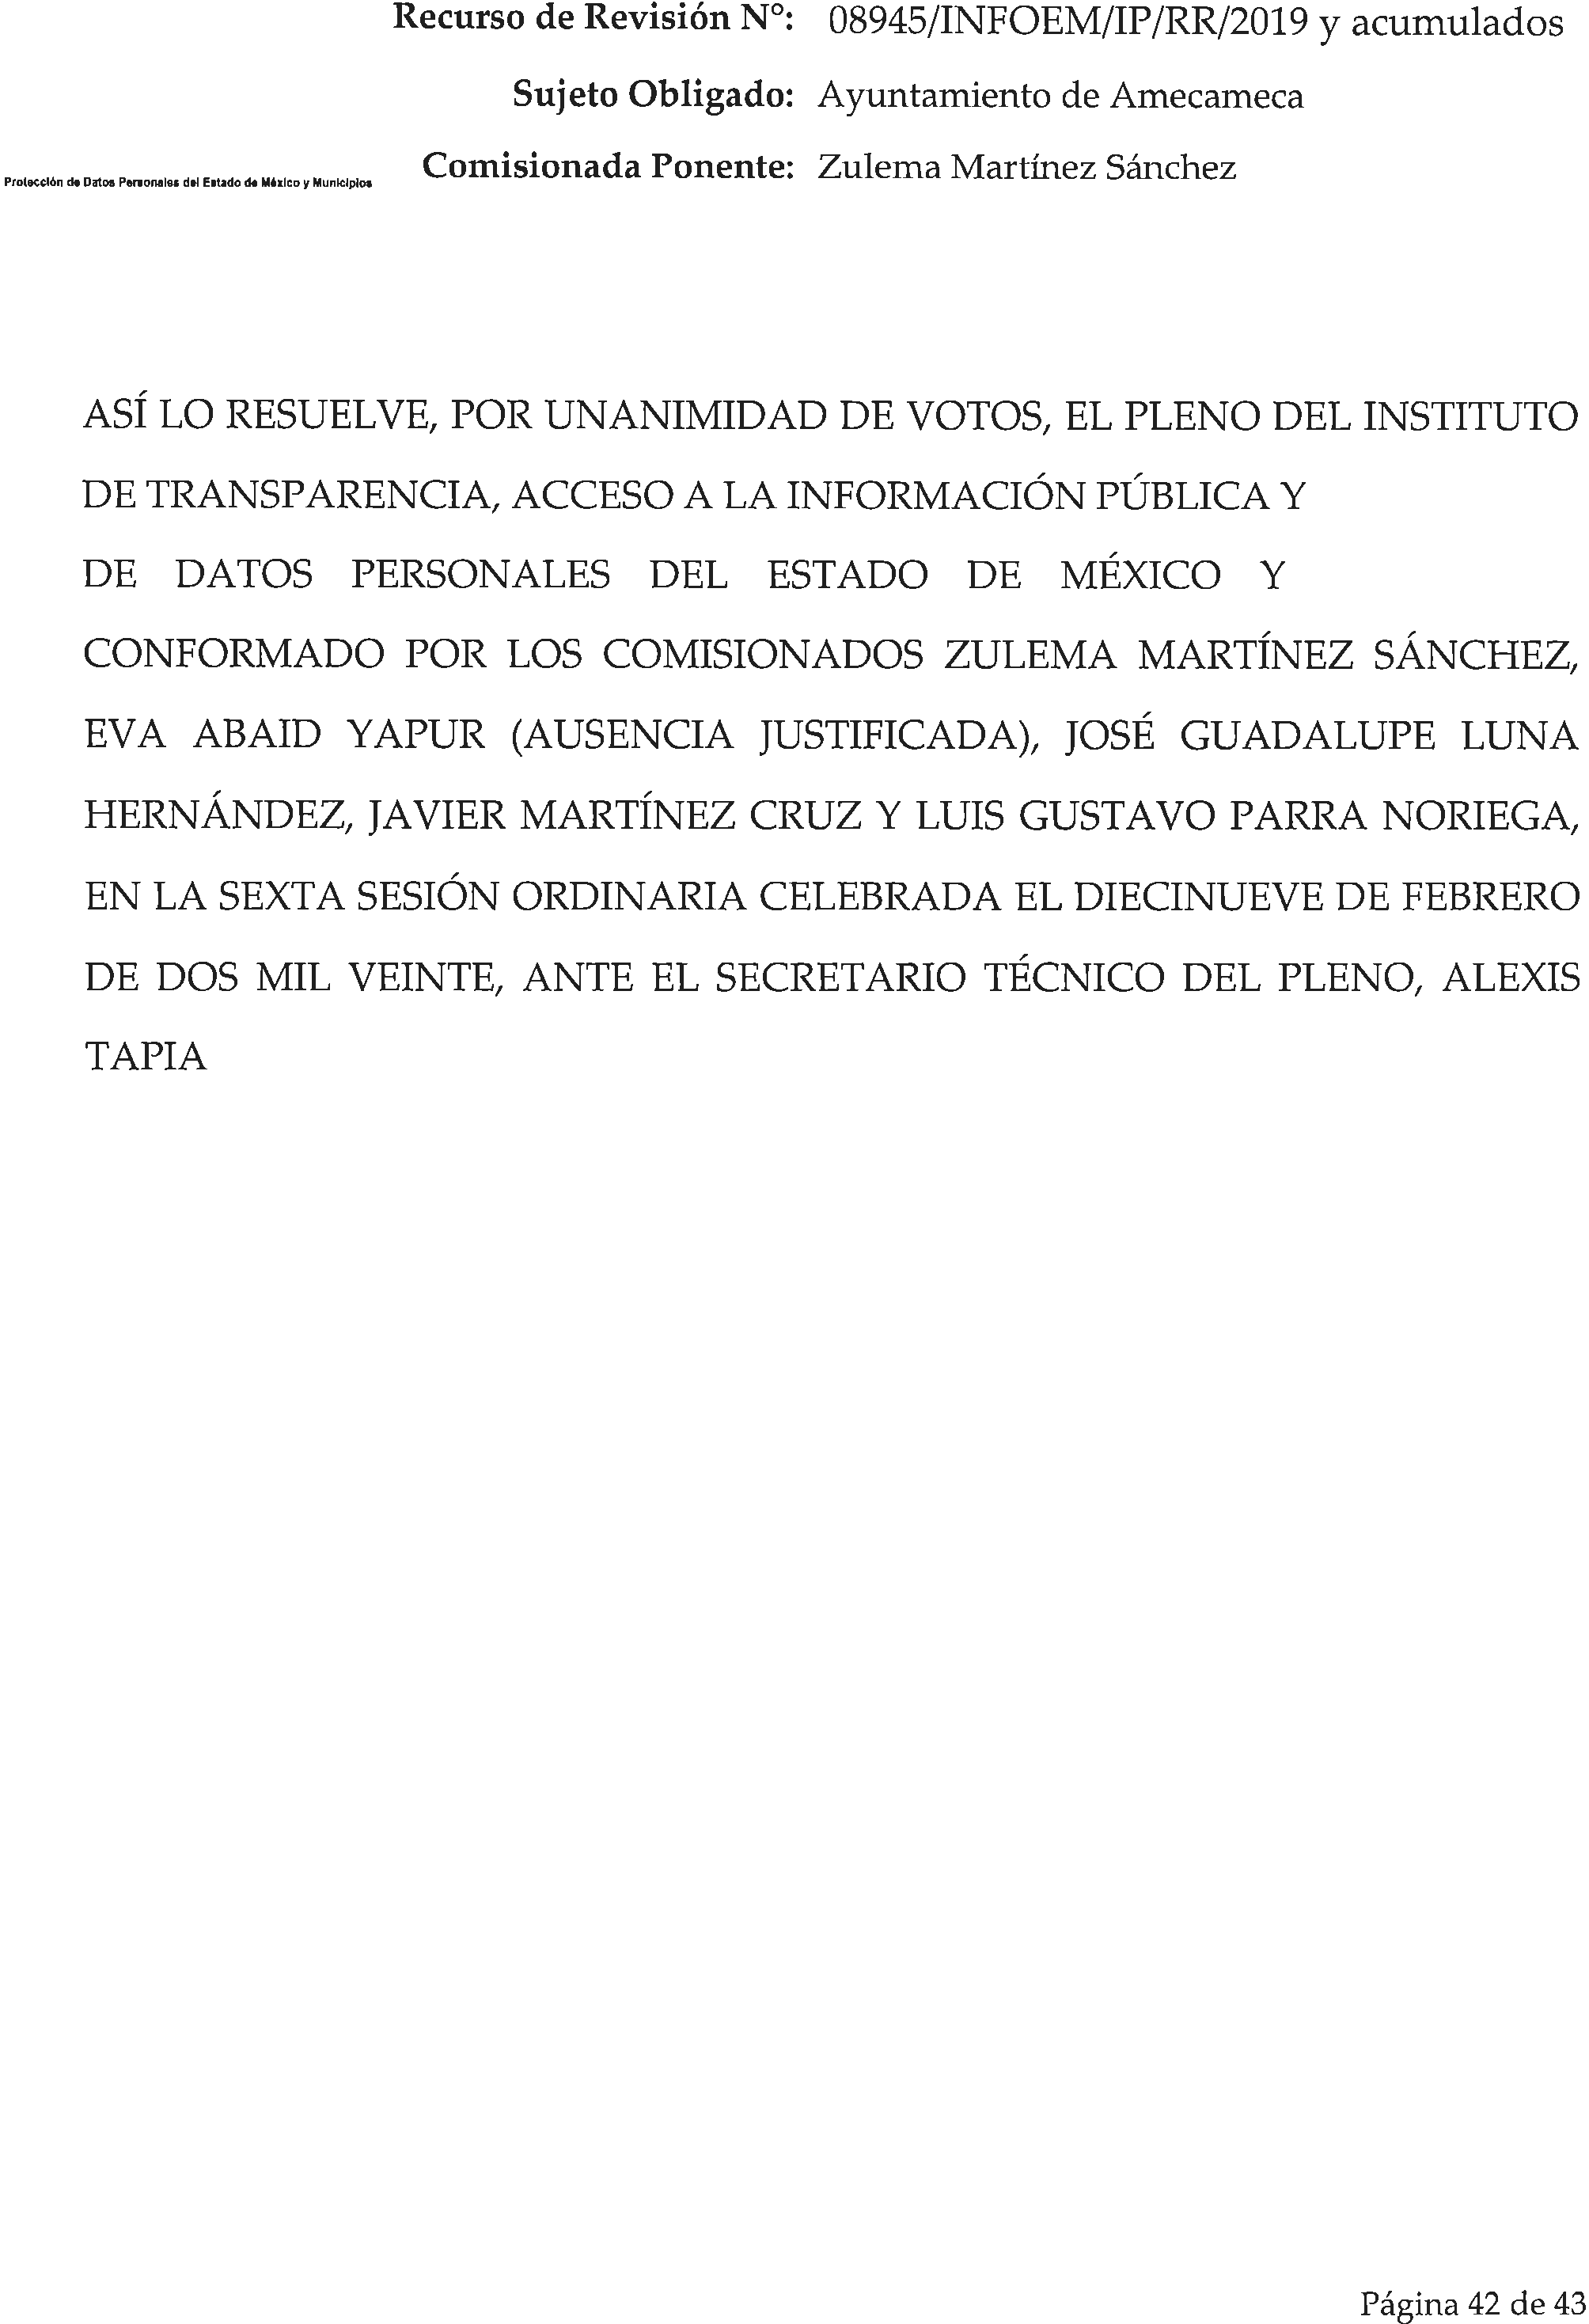 Recurso de Revisión N°: 08945/INFOEM/IP/RR/2019 y acumulados
Sujeto Obligado: Ayuntamiento de Amecameca
Protección de Datos Personales del Estado de México y Municipios
Comisionada Ponente: Zulema Martínez Sánchez
ASÍ LO RESUELVE, POR UNANIMIDAD DE VOTOS, EL PLENO DEL INSTITUTO
DE TRANSPARENCIA, ACCESO A LA INFORMACIÓN PÚBLICA Y
DE DATOS PERSONALES DEL ESTADO DE MÉXICO Y
CONFORMADO POR LOS COMISIONADOS ZULEMA MARTÍNEZ SÁNCHEZ,
EVA ABAID YAPUR (AUSENCIA JUSTIFICADA), JOSÉ GUADALUPE LUNA
HERNÁNDEZ, JAVIER MARTÍNEZ CRUZ Y LUIS GUSTAVO PARRA NORIEGA,
EN LA SEXTA SESIÓN ORDINARIA CELEBRADA EL DIECINUEVE DE FEBRERO
DE DOS MIL VEINTE, ANTE EL SECRETARIO TÉCNICO DEL PLENO, ALEXIS
TAPIA
Página 42 de 43